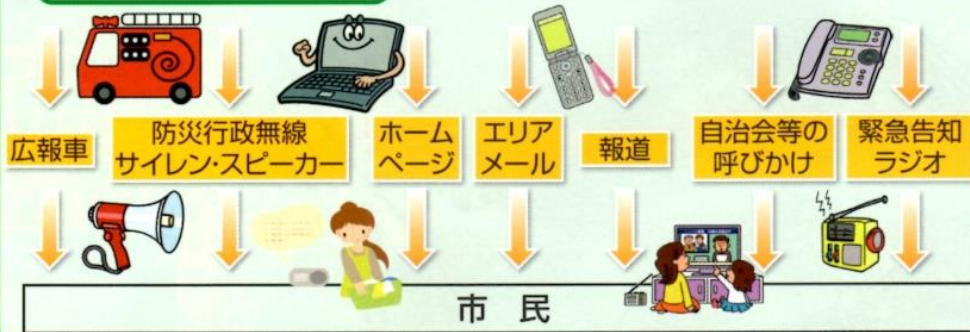 広報車
防災行政無線
サイレン・スピーカー
ホーム
ページ
エリア
メール
報道
自治会等の
呼びかけ
緊急告知
ラジオ
市民